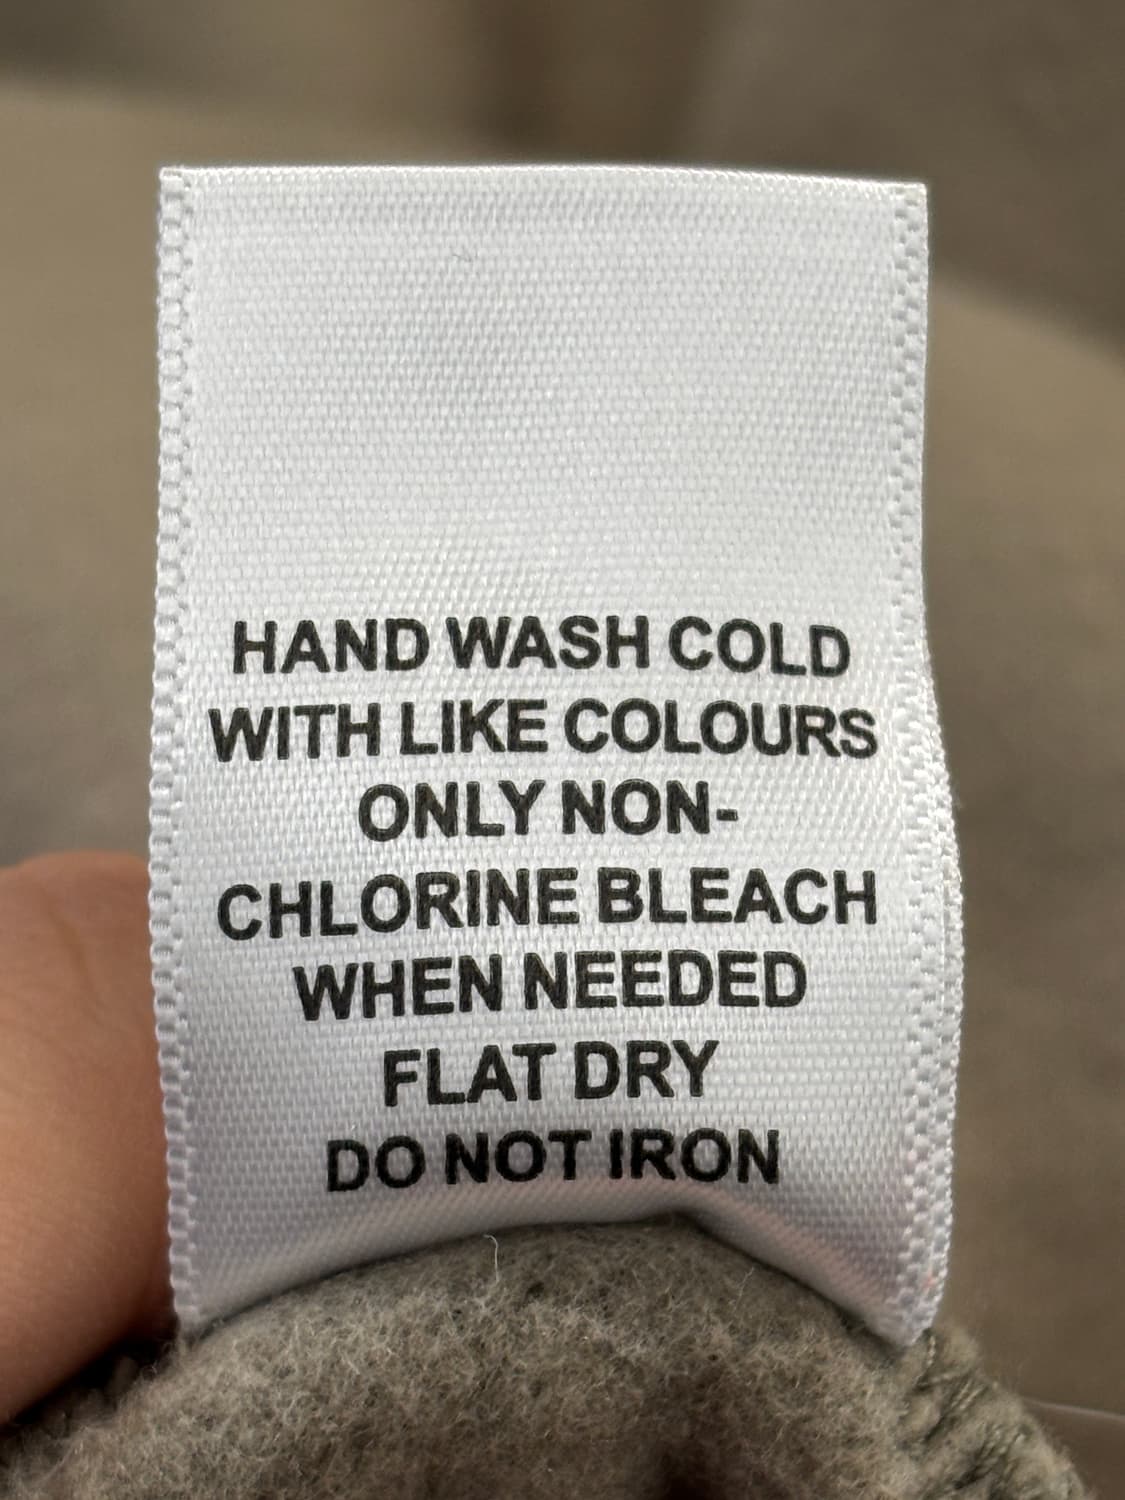 HAND WASH COLD
WITH LIKE COLOURS
ONLY NON-
CHLORINE BLEACH
WHEN NEEDED
FLAT DRY
DO NOT IRON